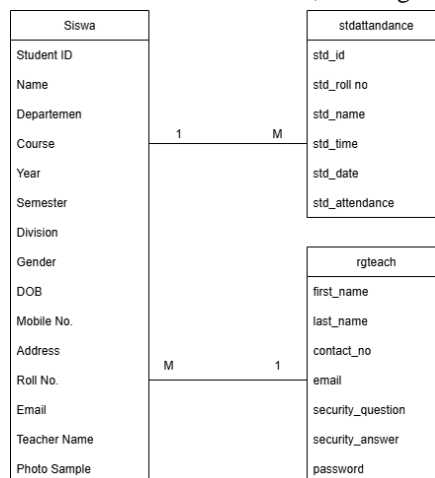 Siswa
Student ID
Name
Departemen
Course
Year
Semester
Division
Gender
DOB
Mobile No.
Address
Roll No.
Email
Teacher Name
Photo Sample
1
M
M
1
stdattandance
std_id
std_roll no
std_name
std_time
std_date
std_attendance
rgteach
first_name
last_name
contact_no
email
security_question
security_answer
password